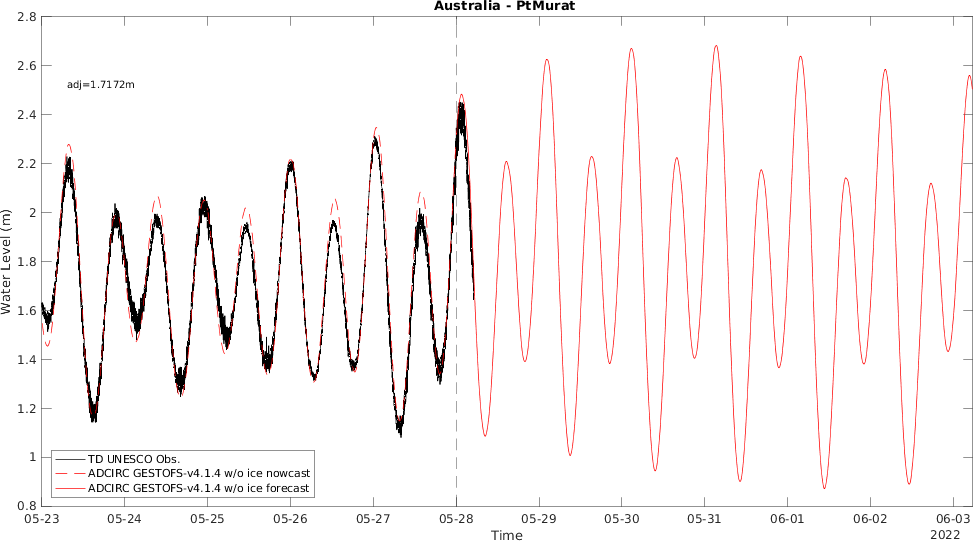 Australia - PtMurat
2.8
2.6
2.4
2.2
2
1.8
1.6
1.4
1.2
1
0.8
Water Level (m)
adj=1.7172m
TD UNESCO Obs.
ADCIRC GESTOFS-v4.1.4 w/o ice nowcast
ADCIRC GESTOFS-v4.1.4 w/o ice forecast
05-23 05-24 05-25 05-26 05-27 05-28 05-29 05-30 05-31 06-01 06-02 06-03
Time
2022